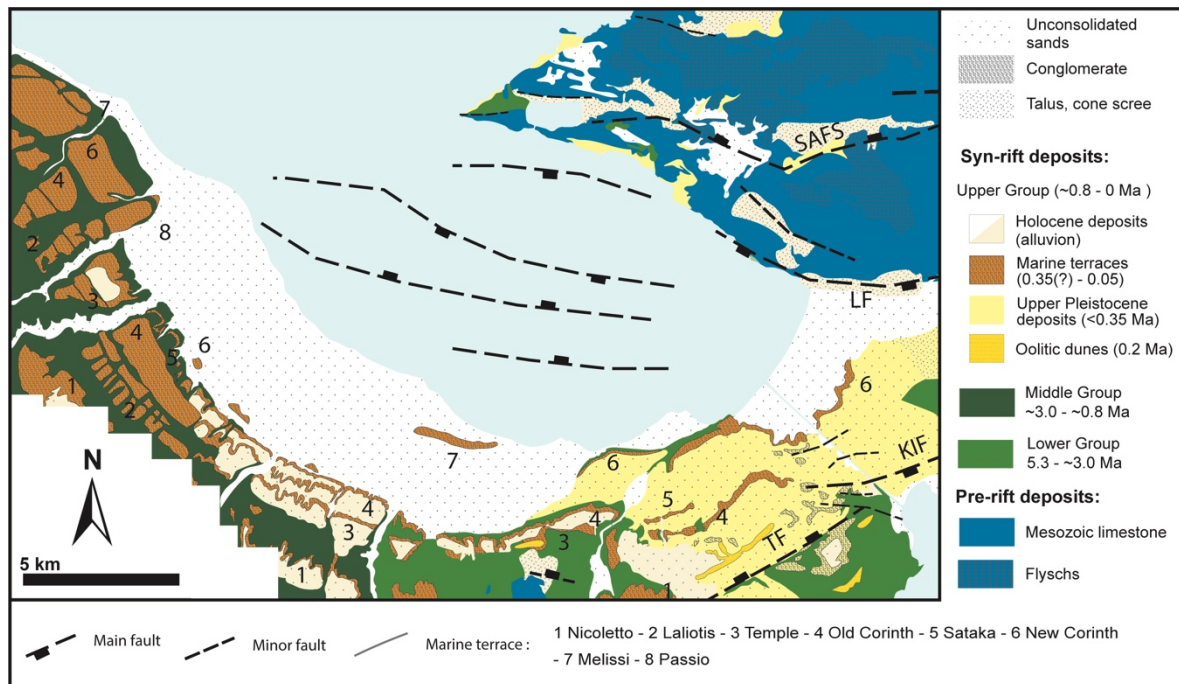 7
6
4
2
8
3
4
5
6
1
2
7
4
3
1
6
5
4
4
3
1
6
SAFS
LF
KIF
TF
N
5 km
Unconsolidated
sands
Conglomerate
Talus, cone scree
Syn-rift deposits:
Upper Group (~0.8 - 0 Ma )
Holocene deposits
(alluvion)
Marine terraces
(0.35(?) - 0.05)
Upper Pleistocene
deposits (<0.35 Ma)
Oolitic dunes (0.2 Ma)
Middle Group
~3.0 - ~0.8 Ma
Lower Group
5.3 - ~3.0 Ma
Pre-rift deposits:
Mesozoic limestone
Flyschs
Main fault
Minor fault
Marine terrace :
1 Nicoletto - 2 Laliotis - 3 Temple - 4 Old Corinth - 5 Sataka - 6 New Corinth
- 7 Melissi - 8 Passio